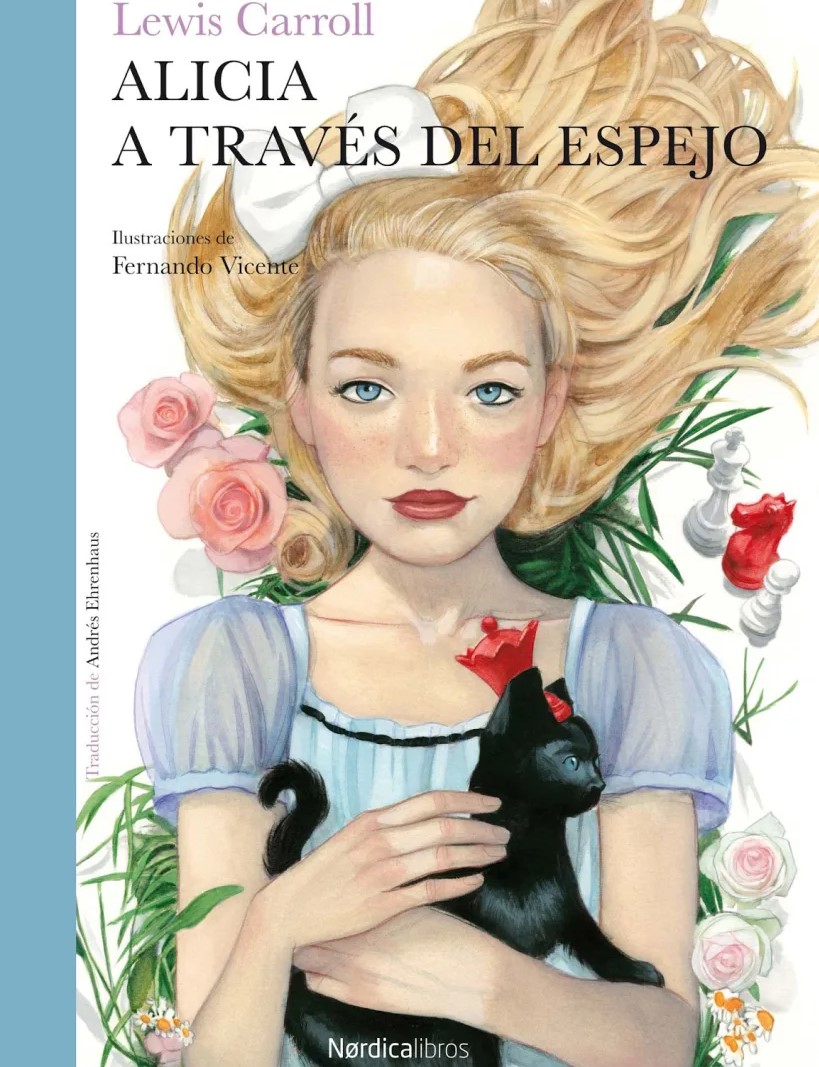 Lewis Carroll
ALICIA
A TRAVÉS DEL ESPEJO
Ilustraciones de
Fernando Vicente
Traducción de Andrés Ehrenhaus
Nørdicalibros